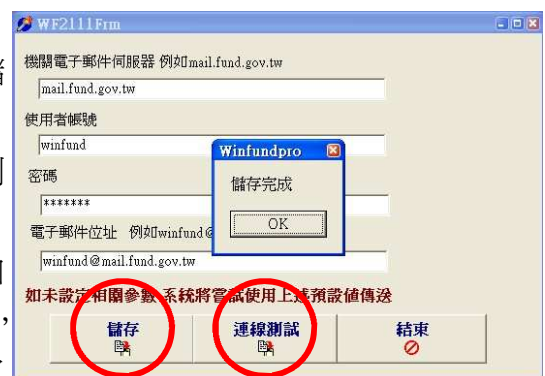 WF2111Frm
機關電子郵件伺服器 例如mail.fund.gov.tw
mail.fund.gov.tw
使用者帳號
winfund
Winfundpro
儲存完成
OK
密碼
*******
電子郵件位址 例如winfund@
winfund@mail.fund.gov.tw
如未設定相關參數 系統將嘗試使用上述預設值傳送
儲存
連線測試
結束